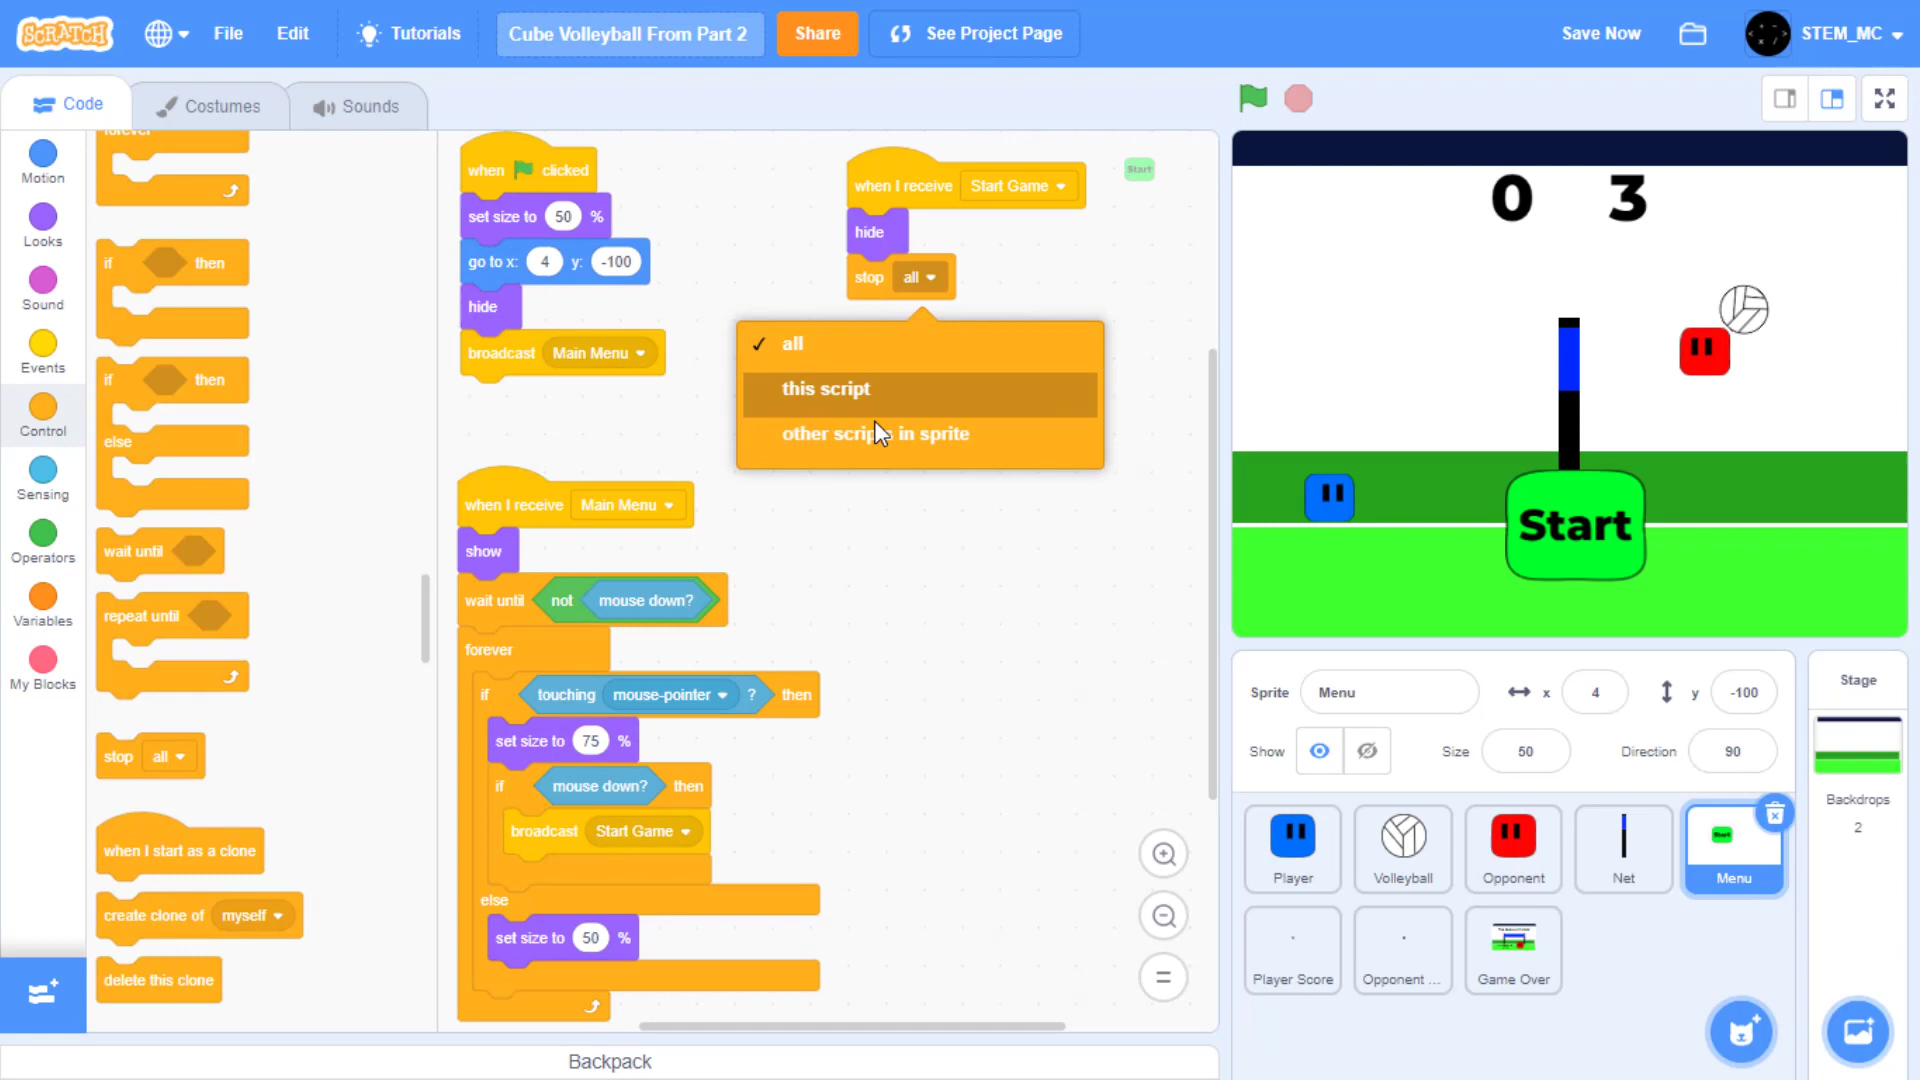 SCRATCH
File
Edit
Tutorials
Cube Volleyball From Part 2
Share
See Project Page
Save Now
STEM_MC
Code
Costumes
Sounds
Motion
Looks
Sound
Events
Control
Sensing
Operators
Variables
My Blocks
forever
if then
if then
else
wait until
repeat until
stop all
when I start as a clone
create clone of myself
delete this clone
when clicked
set size to 50 %
go to x: 4 y: -100
hide
broadcast Main Menu
when I receive Start Game
hide
stop all
✓ all
this script
other scripts in sprite
Start
when I receive Main Menu
show
wait until not mouse down?
forever
if touching mouse-pointer ? then
set size to 75 %
if mouse down? then
broadcast Start Game
else
set size to 50 %
Backpack
0 3
Start
Sprite Menu x 4 y -100
Show Size 50 Direction 90
Player
Volleyball
Opponent
Net
Start
Menu
Player Score
Opponent ...
Game Over
Stage
Backdrops
2